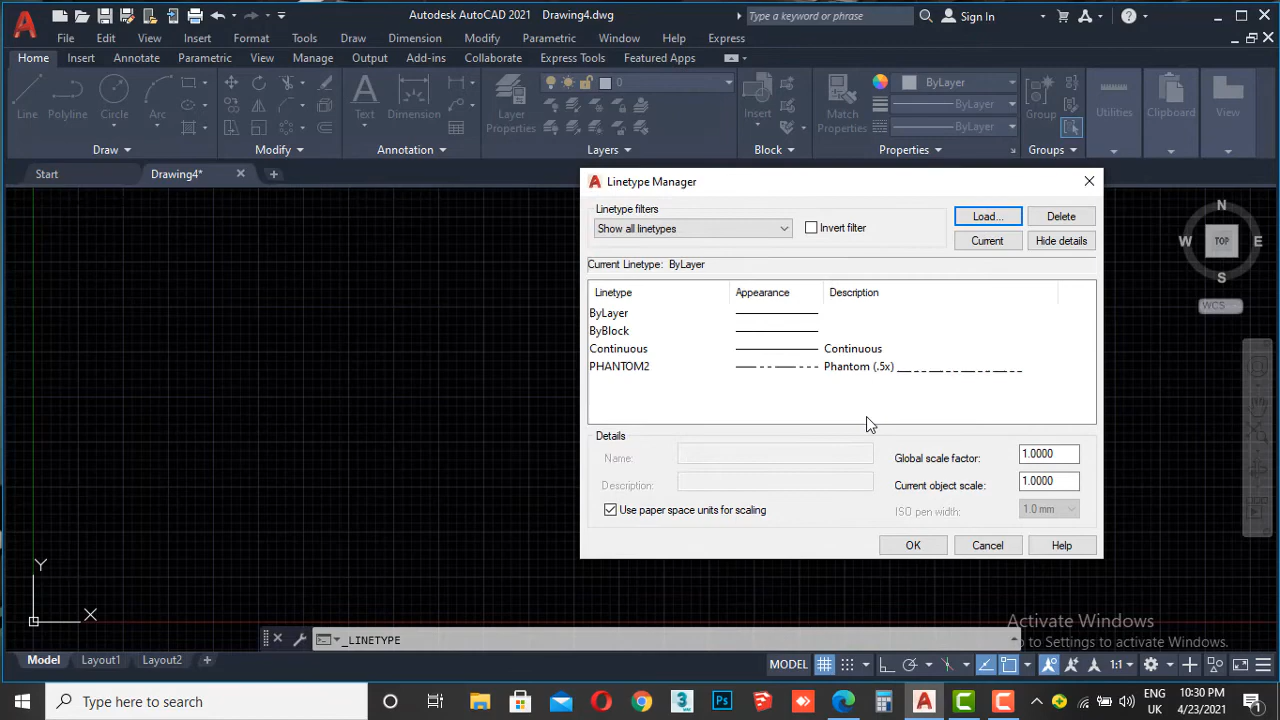 Autodesk AutoCAD 2021 Drawing4.dwg
Type a keyword or phrase
Sign In
File Edit View Insert Format Tools Draw Dimension Modify Parametric Window Help Express
Home Insert Annotate Parametric View Manage Output Add-ins Collaborate Express Tools Featured Apps
Line Polyline Circle Arc
Text Dimension
Layer Properties
0
Insert
Match Properties
ByLayer
ByLayer
ByLayer
Group
Utilities
Clipboard
View
Draw Modify Annotation Layers Block Properties Groups
Start Drawing4*
Linetype Manager
Linetype filters
Show all linetypes
Invert filter
Load... Delete
Current Hide details
Current Linetype: ByLayer
Linetype Appearance Description
ByLayer
ByBlock
Continuous Continuous
PHANTOM2 Phantom (.5x)
Details
Name:
Description:
Use paper space units for scaling
Global scale factor: 1.0000
Current object scale: 1.0000
ISO pen width: 1.0 mm
OK Cancel Help
N
W TOP E
S
WCS
Y
X
Activate Windows
o to Settings to activate Windows.
_LINETYPE
Model Layout1 Layout2
MODEL
1:1
Type here to search
ENG
UK
10:30 PM
4/23/2021